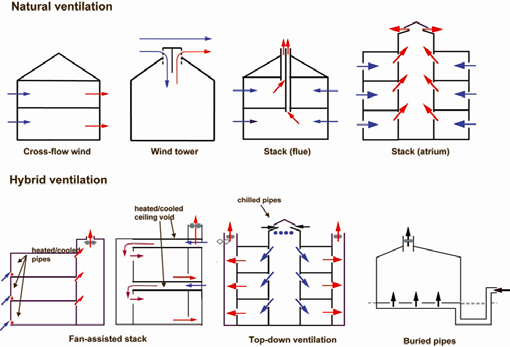 Natural ventilation
Cross-flow wind
Wind tower
Stack (flue)
Stack (atrium)
Hybrid ventilation
heated/cooled
pipes
heated/cooled
ceiling void
chilled pipes
Fan-assisted stack
Top-down ventilation
Buried pipes